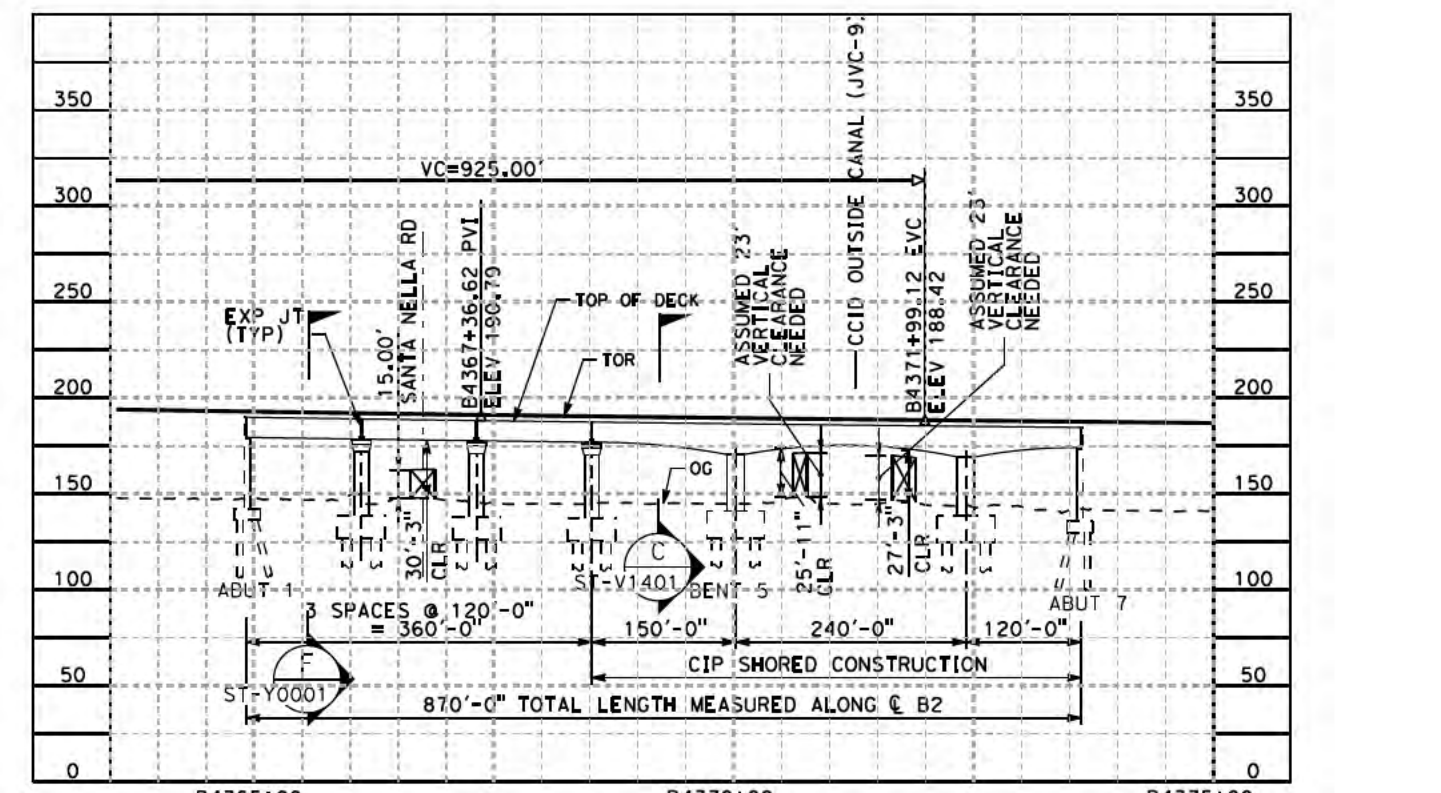 350
350
CCID OUTSIDE CANAL (JVC-9
VC=925.00'
300
300
SANTA NELLA RD
15.00'
B4367+36.62 PVI
ELEV 190.79
ASSUMED 23'
VERTICAL
CLEARANCE
NEEDED
B4371+99.12 EVC
ELEV 188.42
ASSUMED 23'
VERTICAL
CLEARANCE
NEEDED
250
250
EXP JT
(TYP)
TOP OF DECK
TOR
200
200
OG
150
150
30'-3"
CLR
25'-11"
CLR
27'-3"
CLR
C
ST-V1401
BENT 5
100
100
ABUT 1
ABUT 7
3 SPACES @ 120'-0"
= 360'-0"
150'-0"
240'-0"
120'-0"
CIP SHORED CONSTRUCTION
ST-Y0001
50
50
870'-0" TOTAL LENGTH MEASURED ALONG ℄ B2
0
0